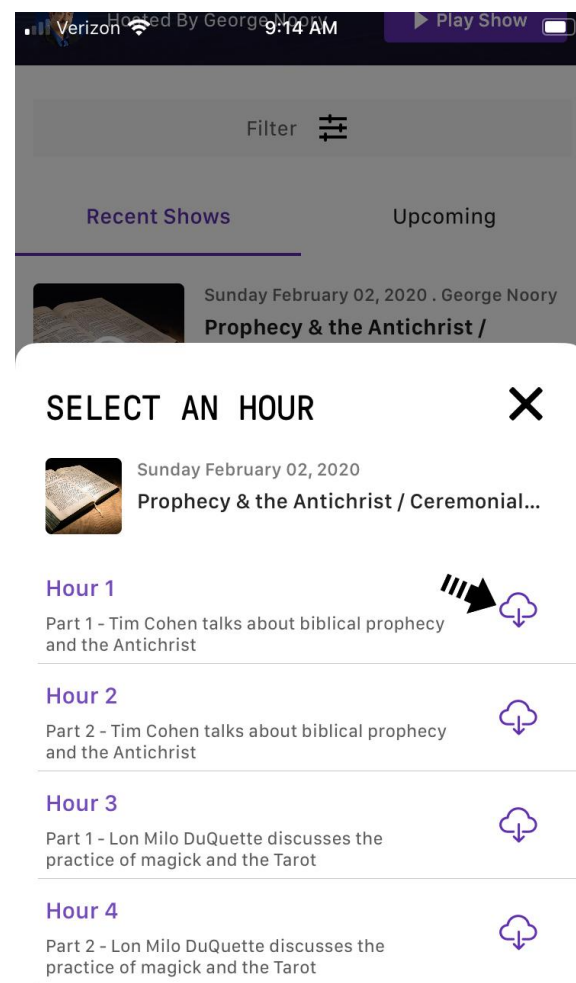 Hosted By George Noory
Play Show
Verizon
9:14 AM
Filter
Recent Shows
Upcoming
Sunday February 02, 2020 . George Noory
Prophecy & the Antichrist /
SELECT AN HOUR
Sunday February 02, 2020
Prophecy & the Antichrist / Ceremonial...
Hour 1
Part 1 - Tim Cohen talks about biblical prophecy
and the Antichrist
Hour 2
Part 2 - Tim Cohen talks about biblical prophecy
and the Antichrist
Hour 3
Part 1 - Lon Milo DuQuette discusses the
practice of magick and the Tarot
Hour 4
Part 2 - Lon Milo DuQuette discusses the
practice of magick and the Tarot